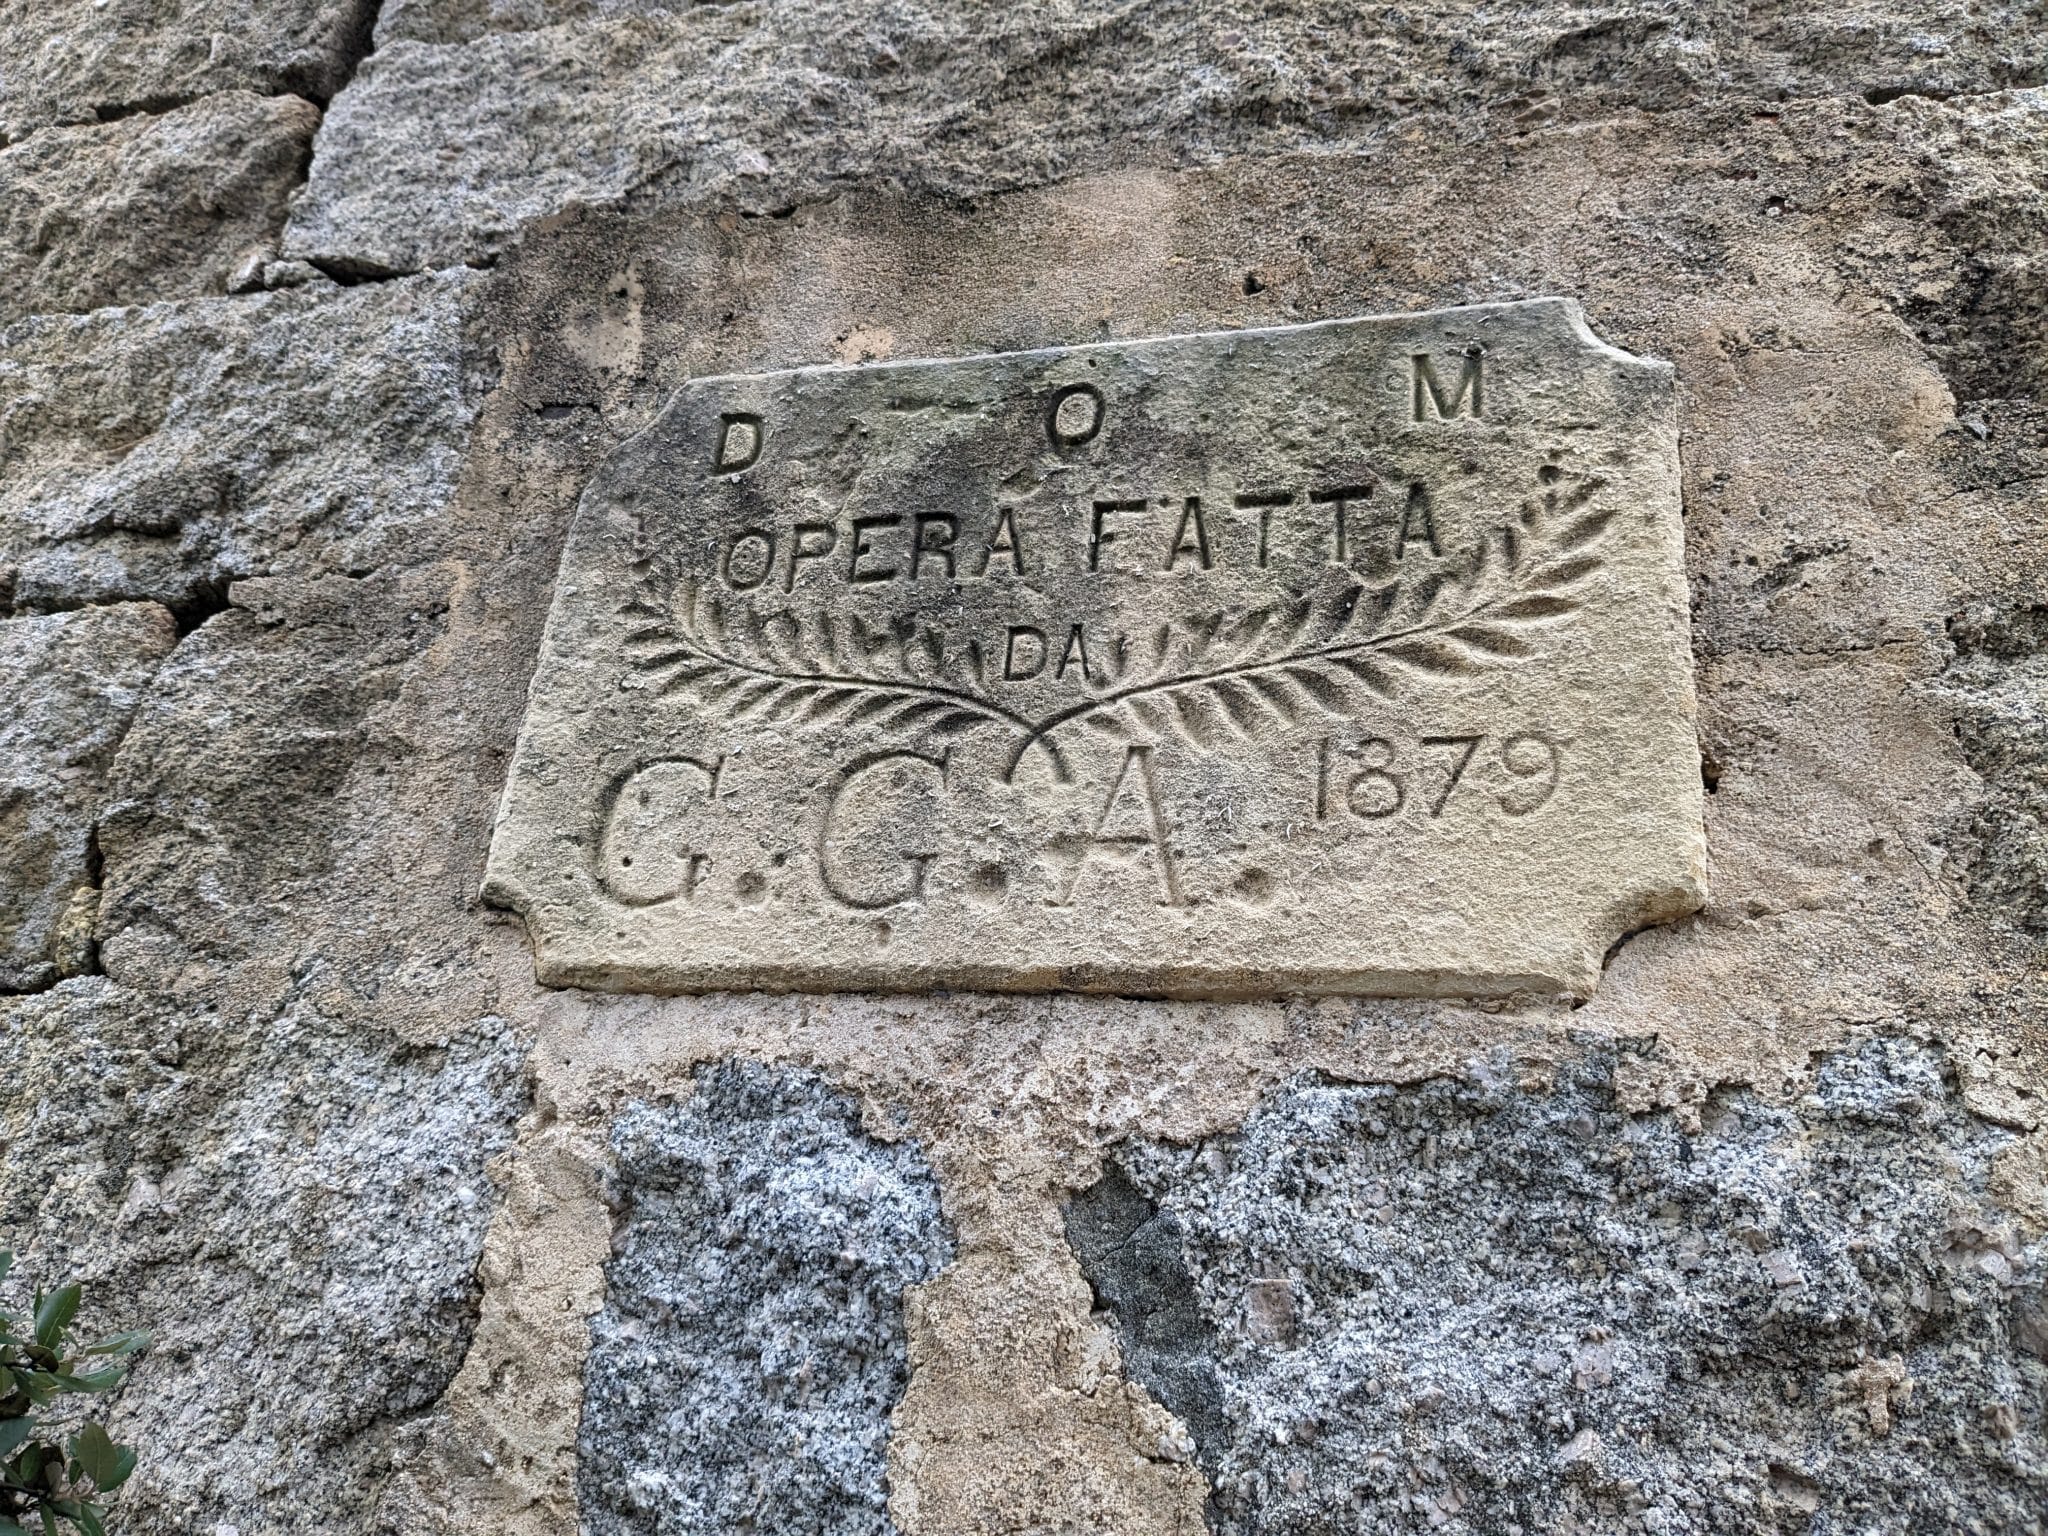 D O M
OPERA FATTA
DA
G. G. A. 1879